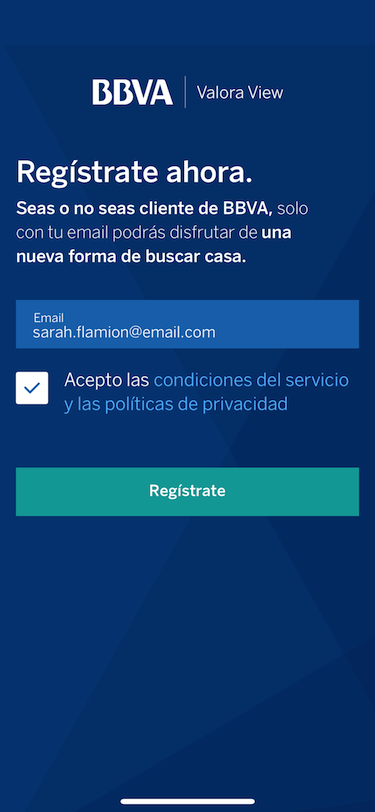 BBVA Valora View
Regístrate ahora.
Seas o no seas cliente de BBVA, solo
con tu email podrás disfrutar de una
nueva forma de buscar casa.
Email
sarah.flamion@email.com
Acepto las condiciones del servicio
y las políticas de privacidad
Regístrate